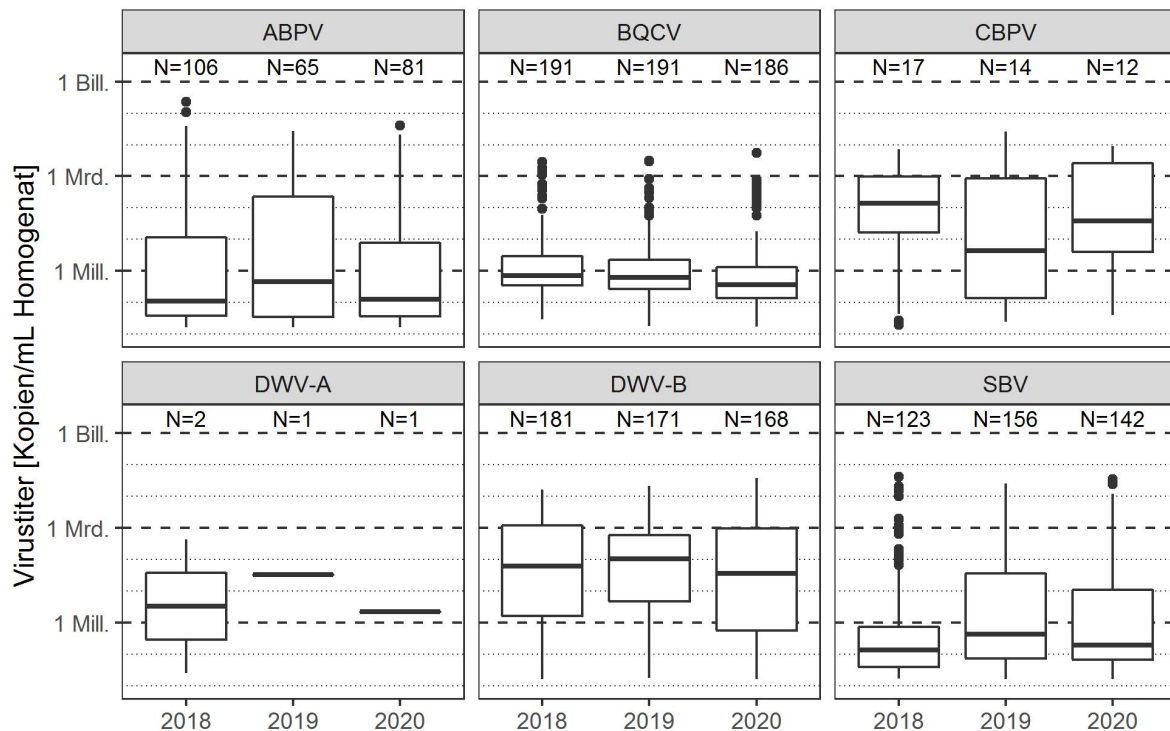 ABPV BQCV CBPV
N=106 N=65 N=81 N=191 N=191 N=186 N=17 N=14 N=12
1 Bill.
1 Mrd.
1 Mill.
Virustiter [Kopien/mL Homogenat]
DWV-A DWV-B SBV
N=2 N=1 N=1 N=181 N=171 N=168 N=123 N=156 N=142
1 Bill.
1 Mrd.
1 Mill.
2018 2019 2020 2018 2019 2020 2018 2019 2020